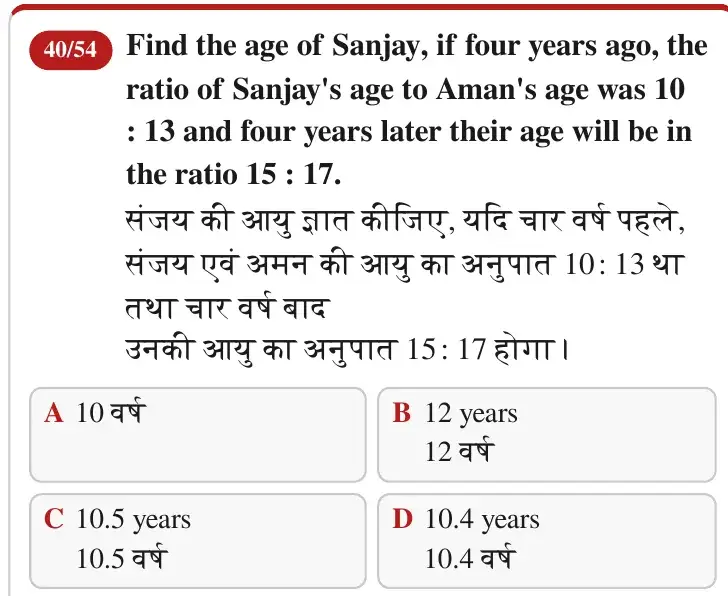 40/54 Find the age of Sanjay, if four years ago, the
ratio of Sanjay's age to Aman's age was 10
: 13 and four years later their age will be in
the ratio 15 : 17.
संजय की आयु ज्ञात कीजिए, यदि चार वर्ष पहले,
संजय एवं अमन की आयु का अनुपात 10: 13 था
तथा चार वर्ष बाद
उनकी आयु का अनुपात 15: 17 होगा।
A 10 वर्ष
B 12 years
12 वर्ष
C 10.5 years
10.5 वर्ष
D 10.4 years
10.4 वर्ष